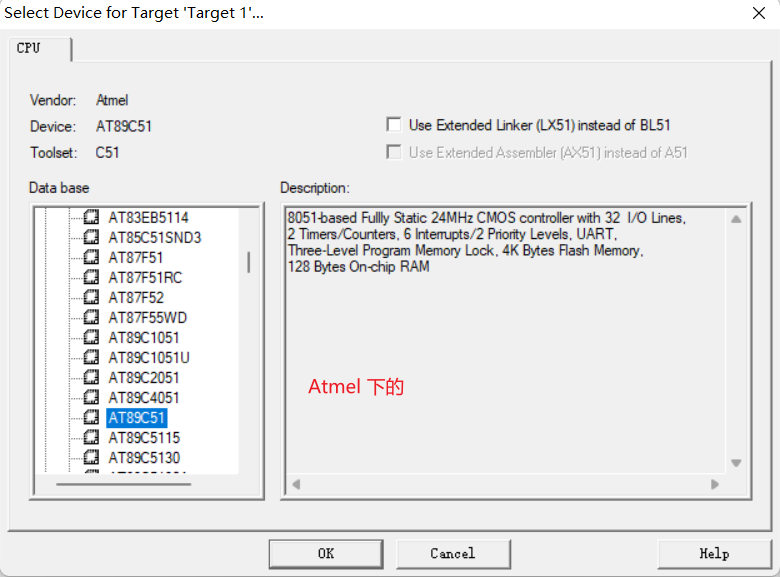 Select Device for Target 'Target 1'...
CPU
Vendor: Atmel
Device: AT89C51
Toolset: C51
Use Extended Linker (LX51) instead of BL51
Use Extended Assembler (AX51) instead of A51
Data base
AT83EB5114
AT85C51SND3
AT87F51
AT87F51RC
AT87F52
AT87F55WD
AT89C1051
AT89C1051U
AT89C2051
AT89C4051
AT89C51
AT89C5115
AT89C5130
Description:
8051-based Fullly Static 24MHz CMOS controller with 32 I/O Lines,
2 Timers/Counters, 6 Interrupts/2 Priority Levels, UART,
Three-Level Program Memory Lock, 4K Bytes Flash Memory,
128 Bytes On-chip RAM
Atmel 下的
OK
Cancel
Help